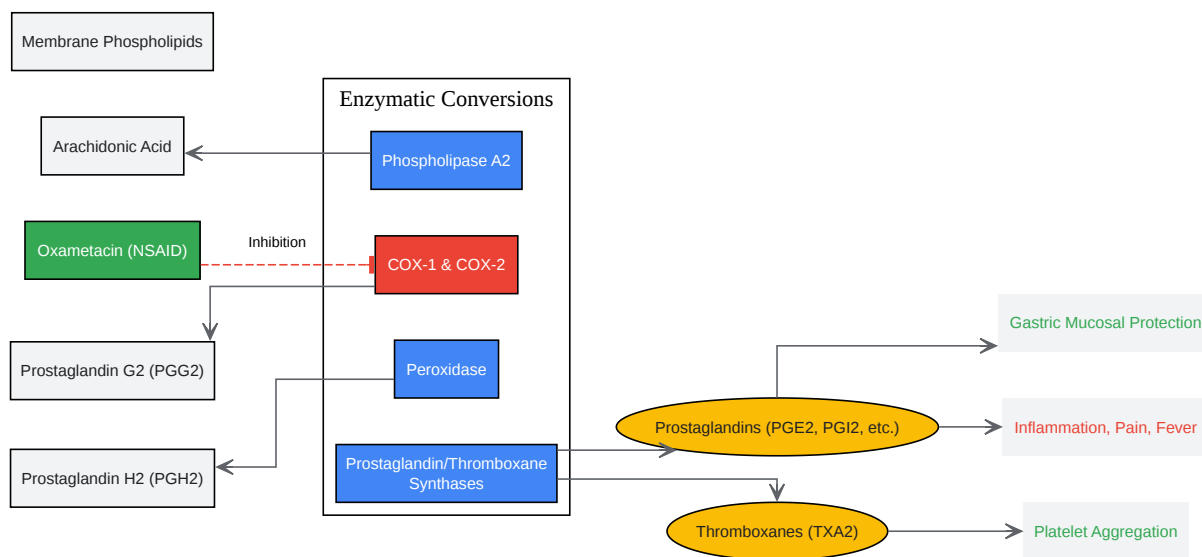 Membrane Phospholipids
Enzymatic Conversions
Arachidonic Acid
Phospholipase A2
Oxametacin (NSAID)
Inhibition
COX-1 & COX-2
Gastric Mucosal Protection
Prostaglandin G2 (PGG2)
Peroxidase
Prostaglandins (PGE2, PGI2, etc.)
Inflammation, Pain, Fever
Prostaglandin H2 (PGH2)
Prostaglandin/Thromboxane
Synthases
Thromboxanes (TXA2)
Platelet Aggregation